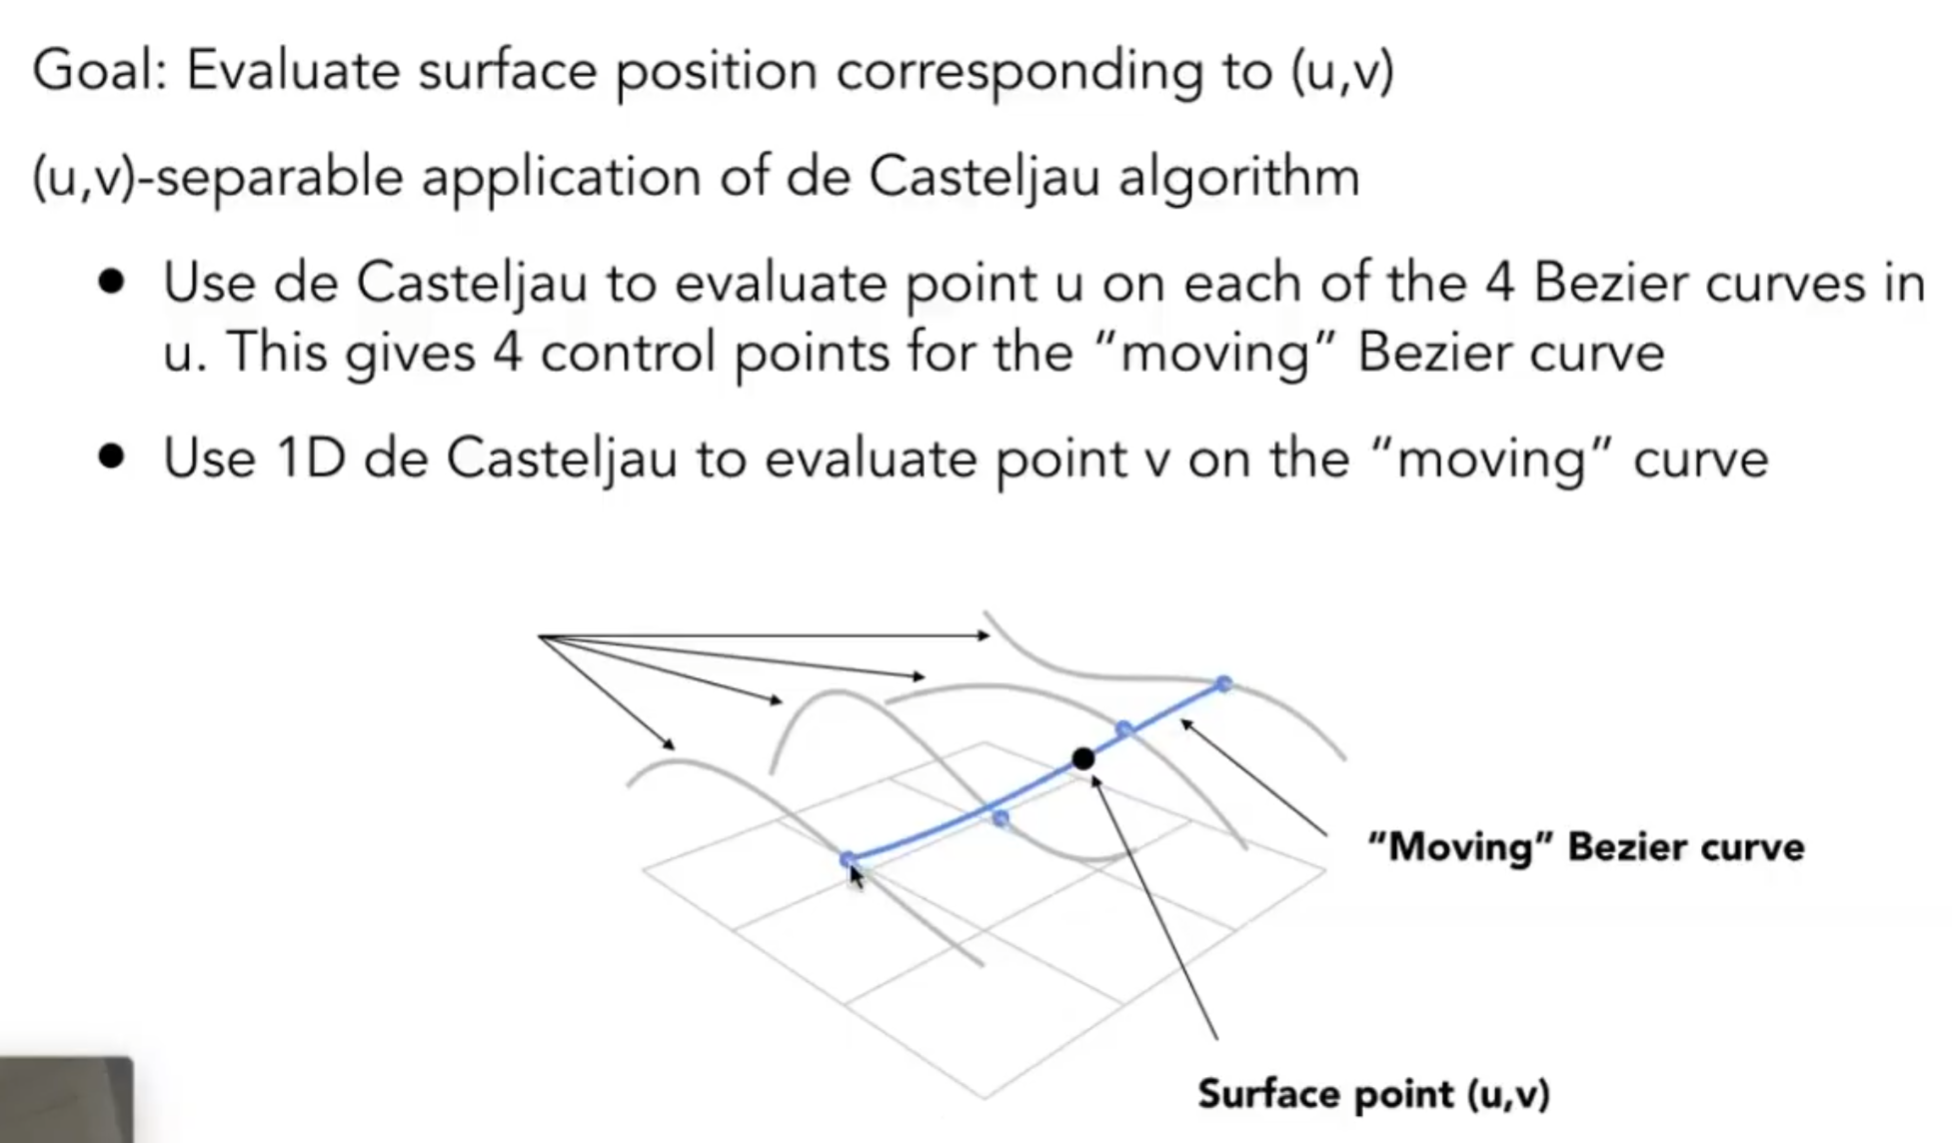 Goal: Evaluate surface position corresponding to (u,v)
(u,v)-separable application of de Casteljau algorithm
• Use de Casteljau to evaluate point u on each of the 4 Bezier curves in
u. This gives 4 control points for the “moving” Bezier curve
• Use 1D de Casteljau to evaluate point v on the “moving” curve
“Moving” Bezier curve
Surface point (u,v)